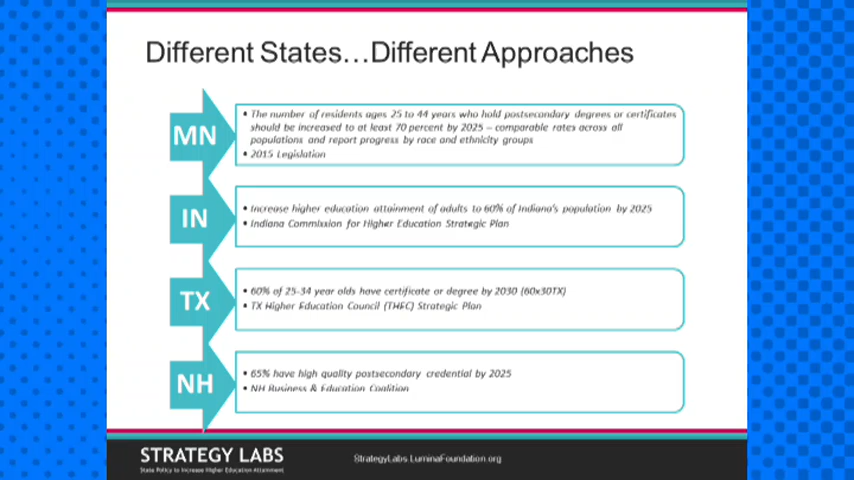 Different States…Different Approaches
MN
• The number of residents ages 25 to 44 years who hold postsecondary degrees or certificates
should be increased to at least 70 percent by 2025 – comparable rates across all
populations and report progress by race and ethnicity groups
• 2015 Legislation
IN
• Increase higher education attainment of adults to 60% of Indiana's population by 2025
• Indiana Commission for Higher Education Strategic Plan
TX
• 60% of 25-34 year olds have certificate or degree by 2030 (60x30TX)
• TX Higher Education Council (THEC) Strategic Plan
NH
• 65% have high quality postsecondary credential by 2025
• NH Business & Education Coalition
STRATEGY LABS
State Policy to Increase Higher Education Attainment
StrategyLabs.LuminaFoundation.org